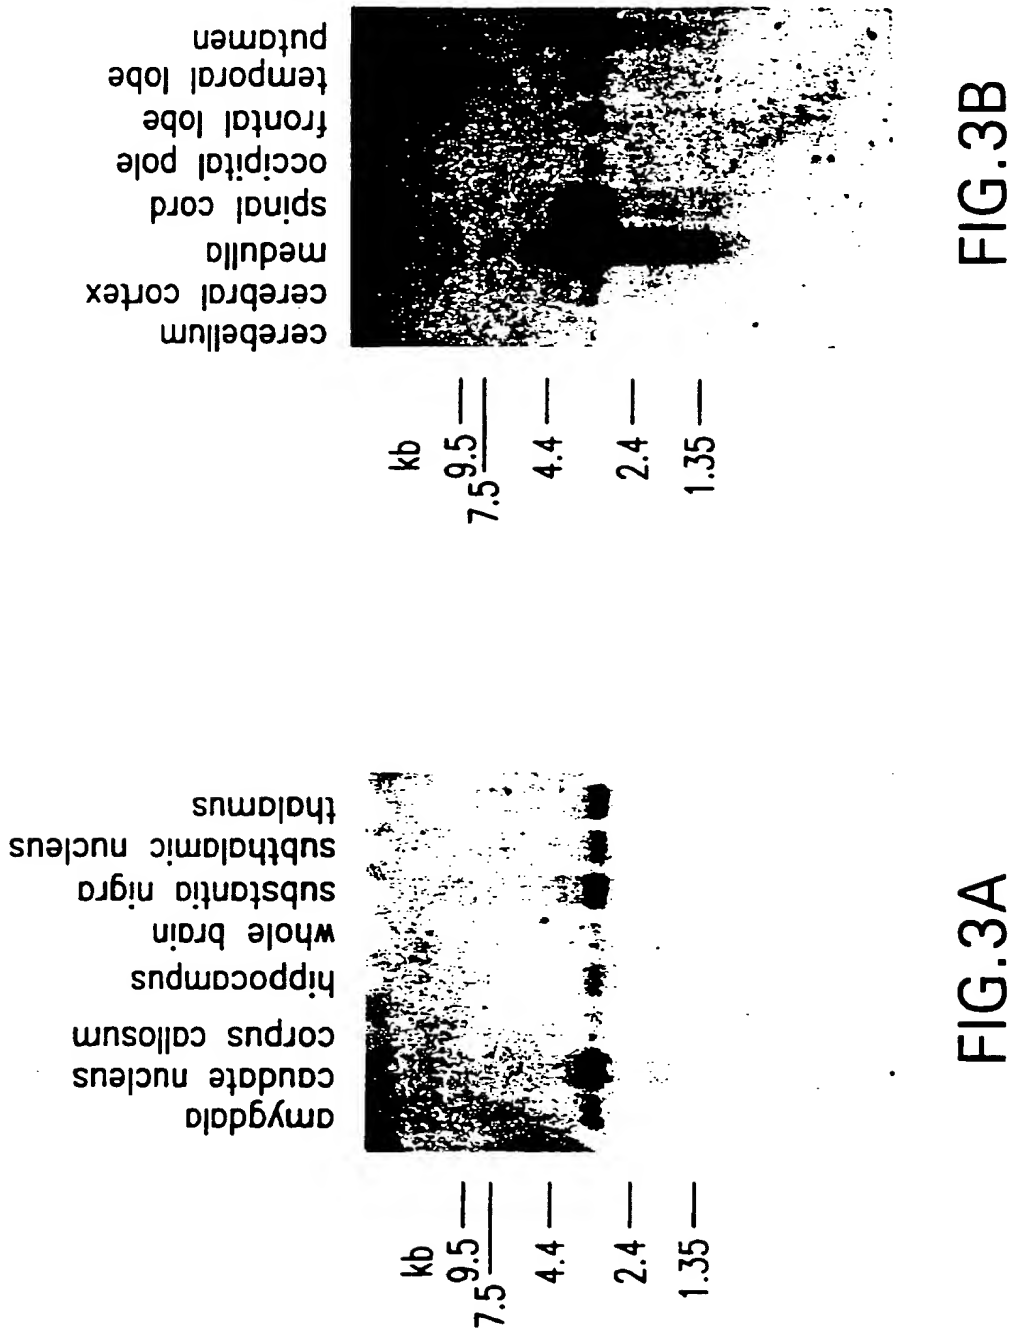 amygdala
caudate nucleus
corpus callosum
hippocampus
whole brain
substantia nigra
subthalamic nucleus
thalamus
kb
9.5
7.5
4.4
2.4
1.35
FIG.3A
cerebellum
cerebral cortex
medulla
spinal cord
occipital pole
frontal lobe
temporal lobe
putamen
kb
9.5
7.5
4.4
2.4
1.35
FIG.3B